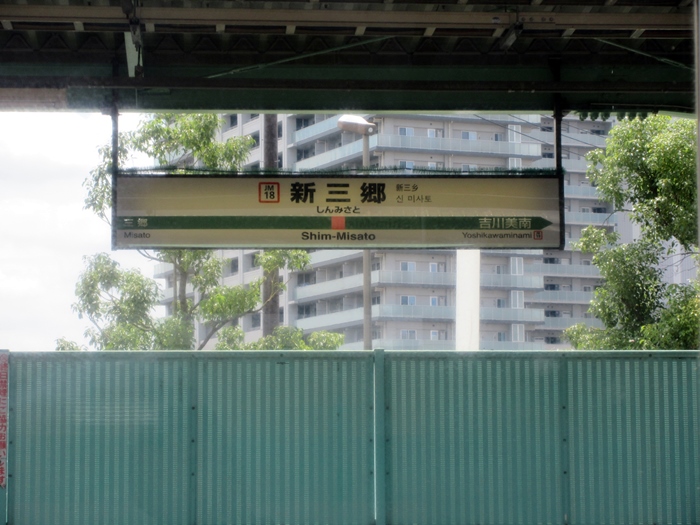 JM
18
新三郷
新三乡
신 미사토
しんみさと
三郷
吉川美南
Misato
Shim-Misato
Yoshikawaminami